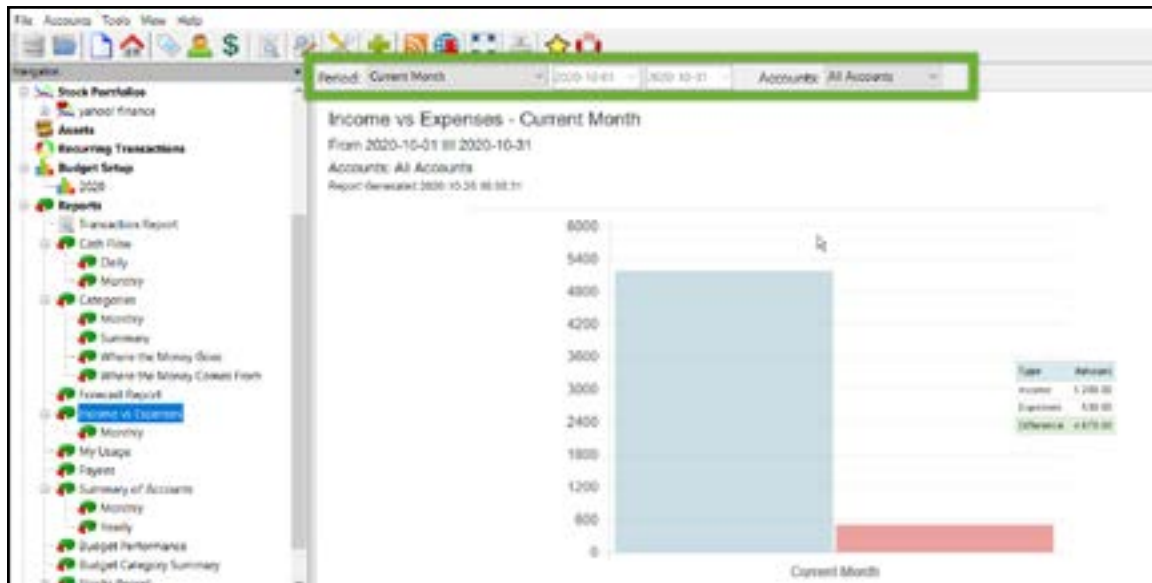 File Accounts Tools View Help
Navigation
Stock Portfolios
yahoo! finance
Assets
Recurring Transactions
Budget Setup
2020
Reports
Transaction Report
Cash Flow
Daily
Monthly
Categories
Monthly
Summary
Where the Money Goes
Where the Money Comes From
Forecast Report
Income vs Expenses
Monthly
My Usage
Payees
Summary of Accounts
Monthly
Yearly
Budget Performance
Budget Category Summary
Period: Current Month 2020-10-01 2020-10-31 Accounts: All Accounts
Income vs Expenses - Current Month
From 2020-10-01 till 2020-10-31
Accounts: All Accounts
Report Generated
6000
5400
4800
4200
3600
3000
2400
1800
1200
600
0
Current Month
Type Amount
Income
Expenses
Difference